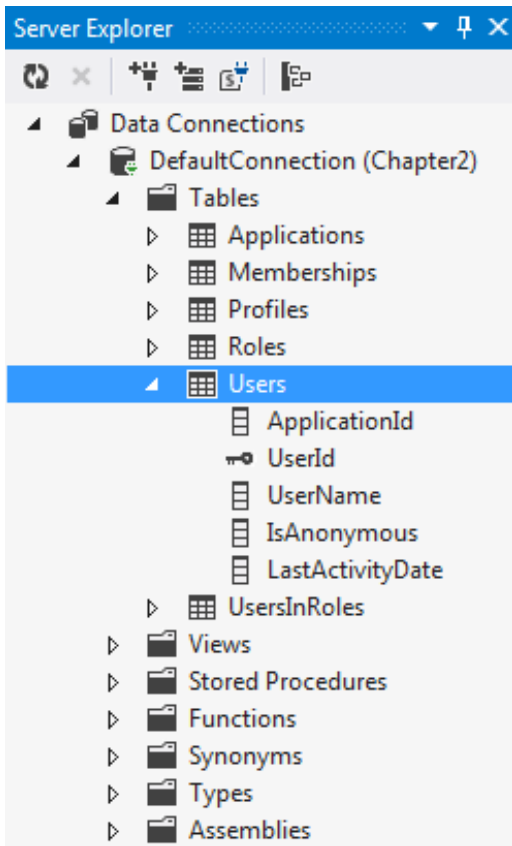 Server Explorer
Data Connections
DefaultConnection (Chapter2)
Tables
Applications
Memberships
Profiles
Roles
Users
ApplicationId
UserId
UserName
IsAnonymous
LastActivityDate
UsersInRoles
Views
Stored Procedures
Functions
Synonyms
Types
Assemblies